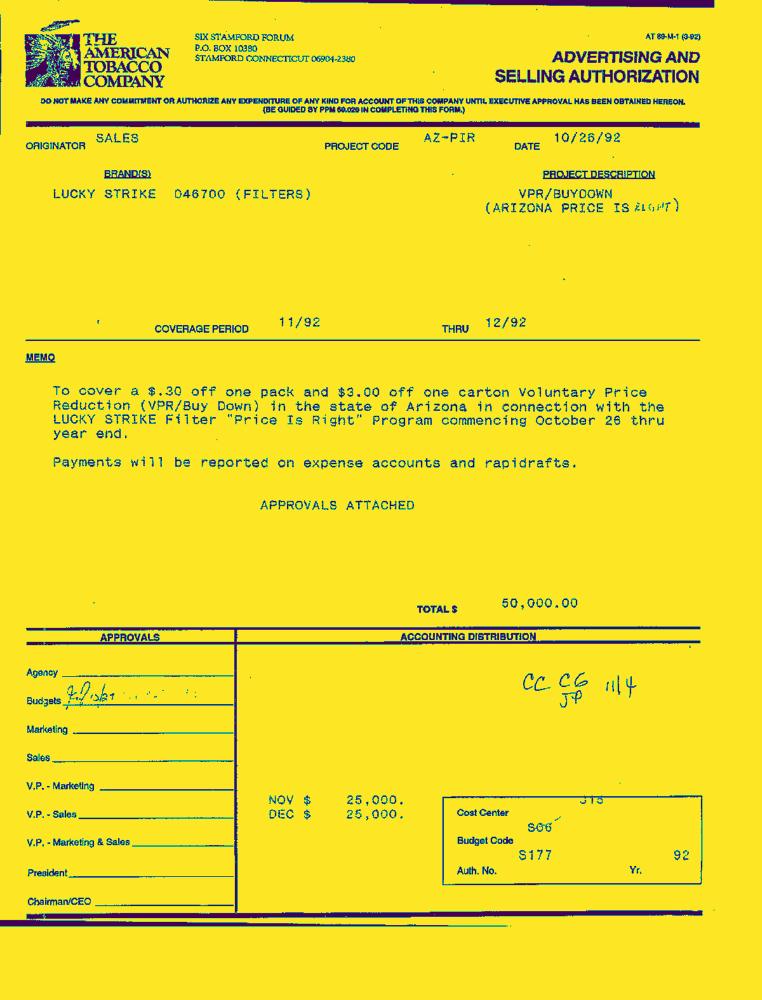 THE
AMERICAN
TOBACCO
COMPANY
SIX STAMFORD FORUM
P.O. BOX 10380
STAMFORD CONNECTICUT 06904-2380
AT 89-M-1 (3-92)
ADVERTISING AND
SELLING AUTHORIZATION
DO NOT MAKE ANY COMMITMENT OR AUTHORIZE ANY EXPENDITURE OF ANY KIND FOR ACCOUNT OF THIS COMPANY UNTIL EXECUTIVE APPROVAL HAS BEEN OBTAINED HEREON.
(BE GUIDED BY PPM 60.020 IN COMPLETING THIS FORM.)
ORIGINATOR SALES PROJECT CODE AZ-PIR DATE 10/26/92
BRAND(S) PROJECT DESCRIPTION
LUCKY STRIKE 046700 (FILTERS) VPR/BUYDOWN
(ARIZONA PRICE IS RIGHT)
COVERAGE PERIOD 11/92 THRU 12/92
MEMO
To cover a $.30 off one pack and $3.00 off one carton Voluntary Price
Reduction (VPR/Buy Down) in the state of Arizona in connection with the
LUCKY STRIKE Filter "Price Is Right" Program commencing October 26 thru
year end.
Payments will be reported on expense accounts and rapidrafts.
APPROVALS ATTACHED
TOTAL $ 50,000.00
APPROVALS ACCOUNTING DISTRIBUTION
Agency
CC CG 11/4
JP
Budgets
Marketing
Sales
V.P. - Marketing
NOV $ 25,000.
DEC $ 25,000.
V.P. - Sales
V.P. - Marketing & Sales
President
Chairman/CEO
Cost Center
S06
Budget Code
S177 92
Auth. No. Yr.